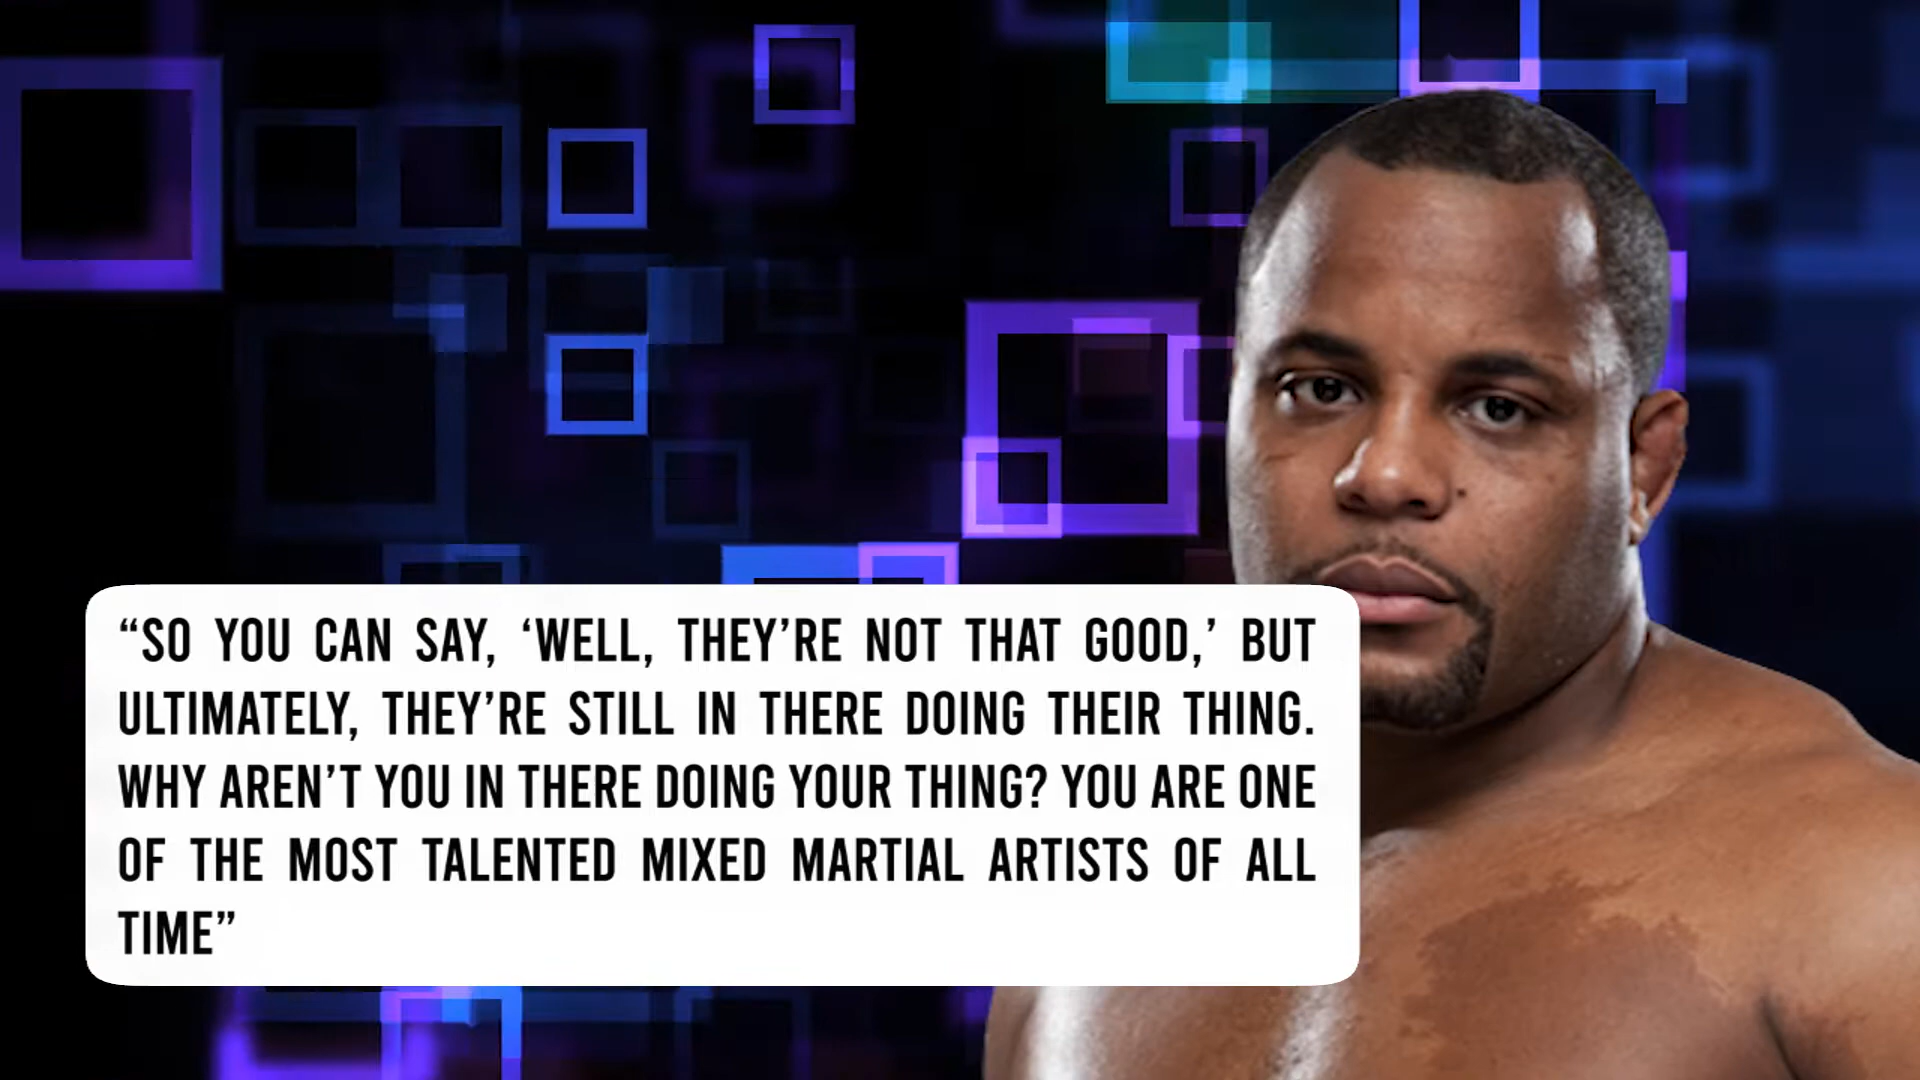 “SO YOU CAN SAY, ‘WELL, THEY’RE NOT THAT GOOD,’ BUT
ULTIMATELY, THEY’RE STILL IN THERE DOING THEIR THING.
WHY AREN’T YOU IN THERE DOING YOUR THING? YOU ARE ONE
OF THE MOST TALENTED MIXED MARTIAL ARTISTS OF ALL
TIME”